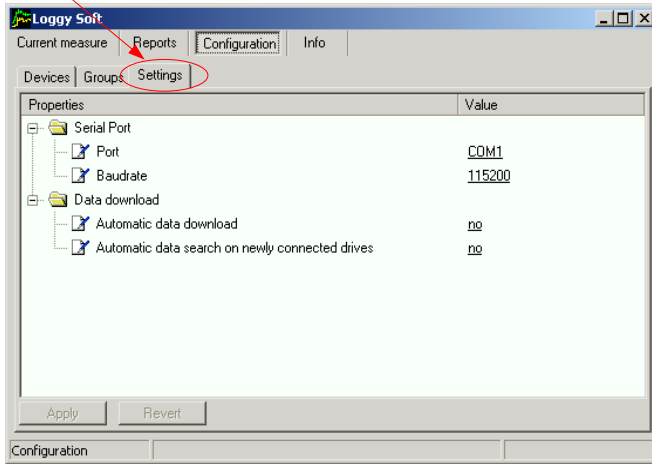 Loggy Soft
Current measure Reports Configuration Info
Devices Groups Settings
Properties Value
Serial Port
Port COM1
Baudrate 115200
Data download
Automatic data download no
Automatic data search on newly connected drives no
Apply Revert
Configuration